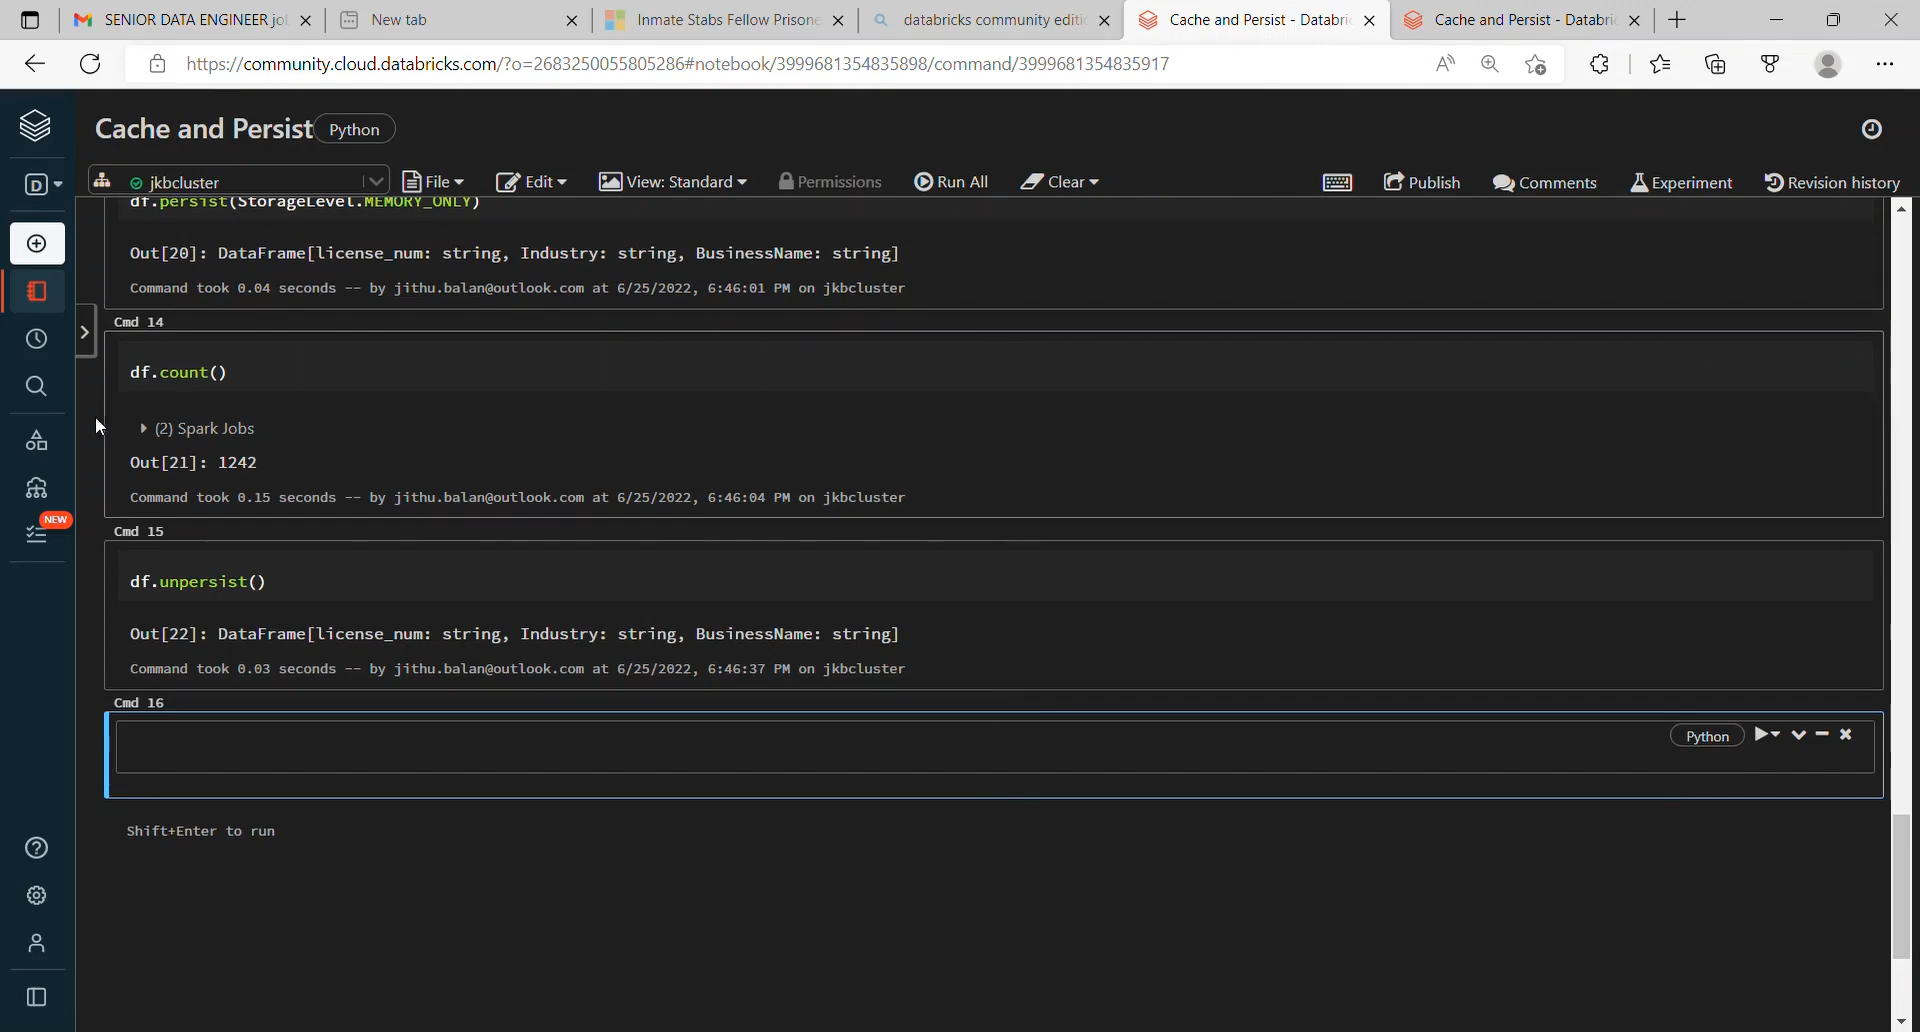 SENIOR DATA ENGINEER jo
New tab
Inmate Stabs Fellow Prisone
databricks community editi
Cache and Persist - Databric
Cache and Persist - Databri
https://community.cloud.databricks.com/?o=2683250055805286#notebook/3999681354835898/command/3999681354835917
Cache and Persist Python
D
jkbcluster File Edit View: Standard Permissions Run All Clear Publish Comments Experiment Revision history
df.persist(StorageLevel.MEMORY_ONLY)
Out[20]: DataFrame[license_num: string, Industry: string, BusinessName: string]
Command took 0.04 seconds -- by jithu.balan@outlook.com at 6/25/2022, 6:46:01 PM on jkbcluster
Cmd 14
df.count()
(2) Spark Jobs
Out[21]: 1242
Command took 0.15 seconds -- by jithu.balan@outlook.com at 6/25/2022, 6:46:04 PM on jkbcluster
NEW
Cmd 15
df.unpersist()
Out[22]: DataFrame[license_num: string, Industry: string, BusinessName: string]
Command took 0.03 seconds -- by jithu.balan@outlook.com at 6/25/2022, 6:46:37 PM on jkbcluster
Cmd 16
Python
Shift+Enter to run